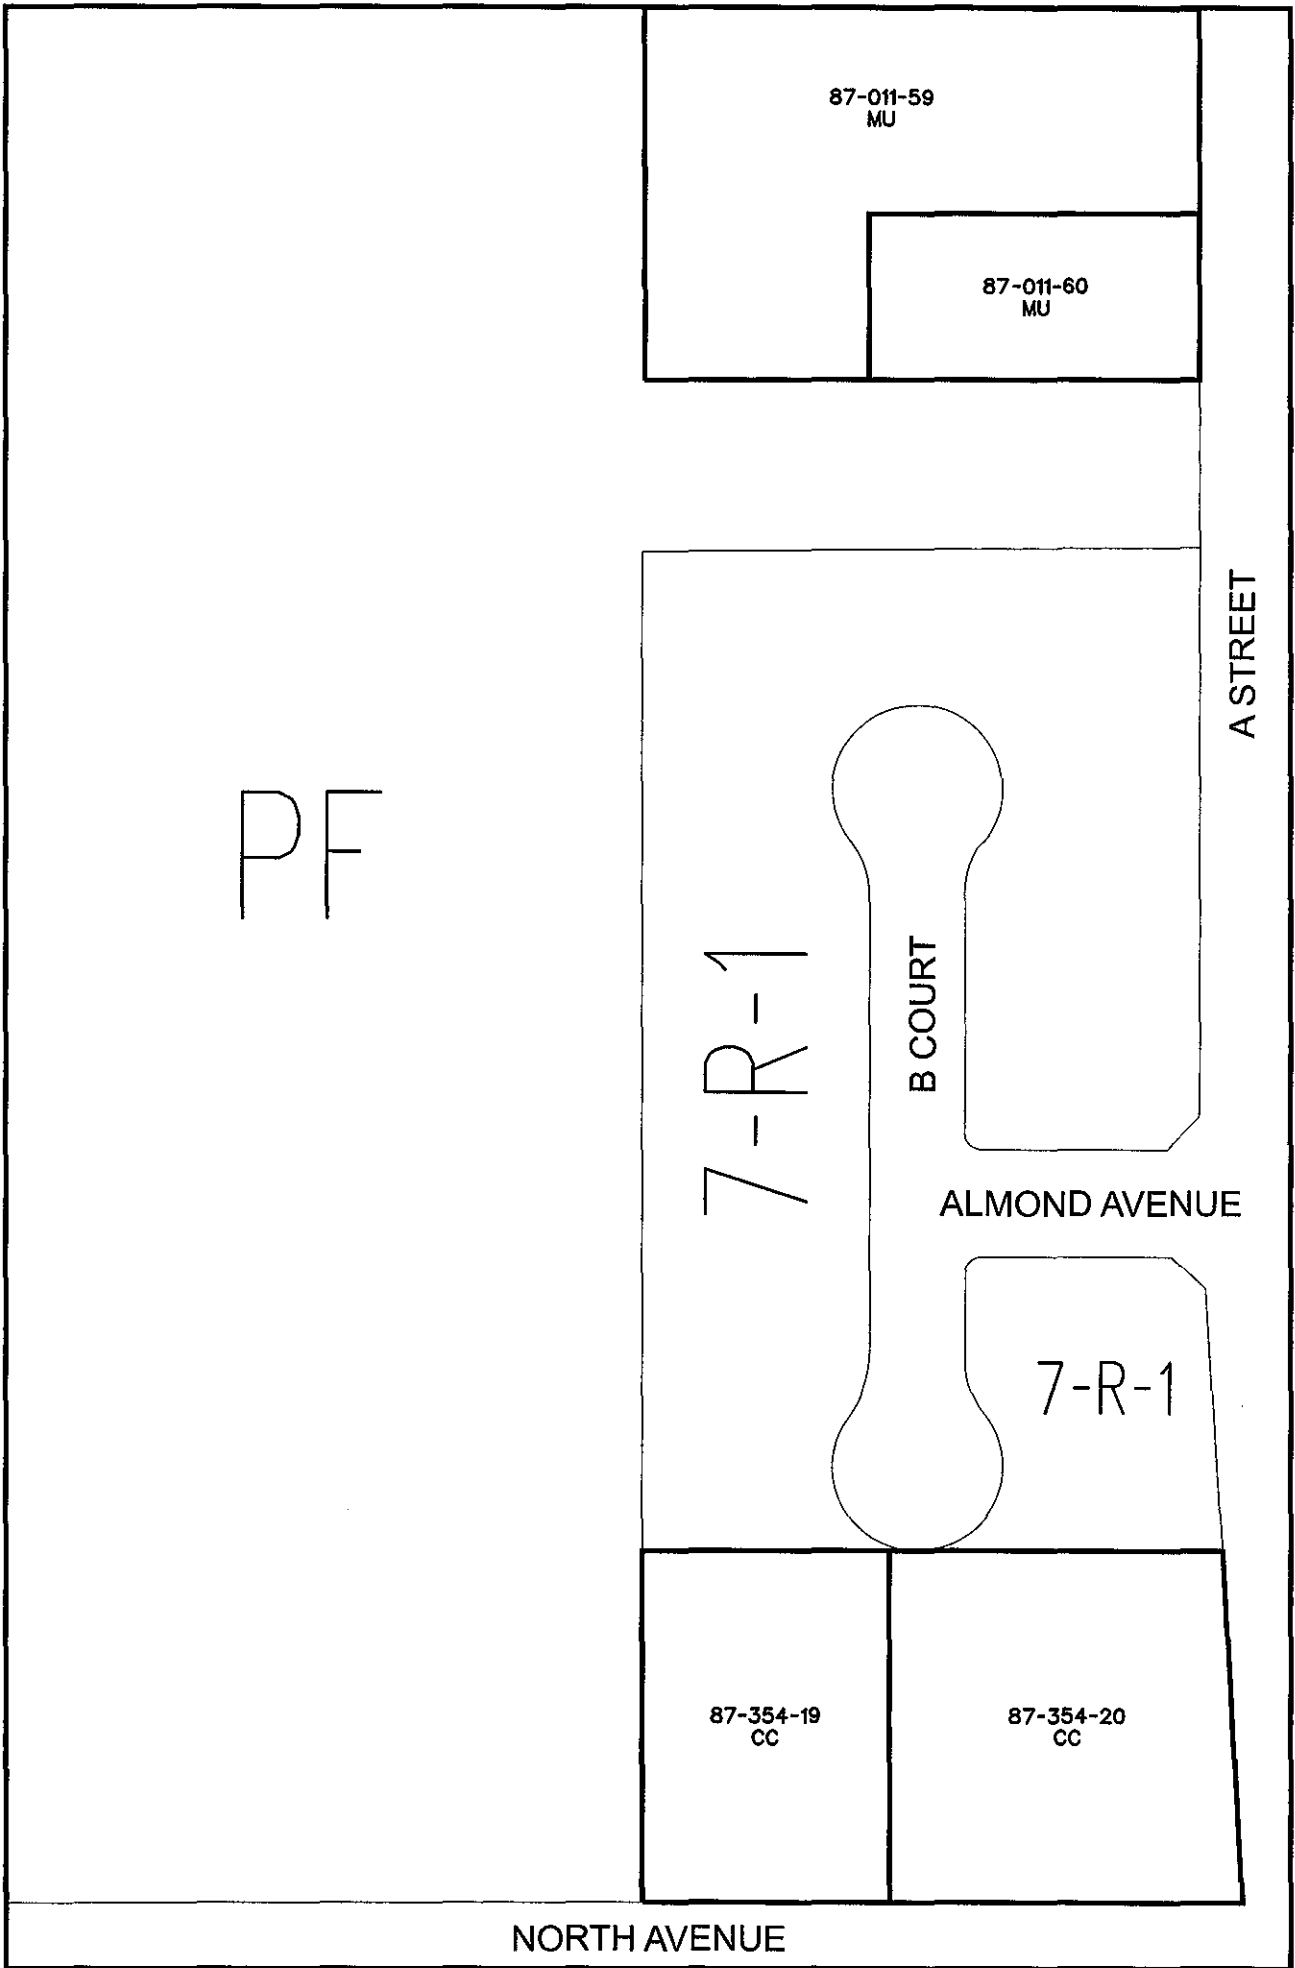 87-011-59
MU
87-011-60
MU
A STREET
PF
7-R-1
B COURT
ALMOND AVENUE
7-R-1
87-354-19
CC
87-354-20
CC
NORTH AVENUE